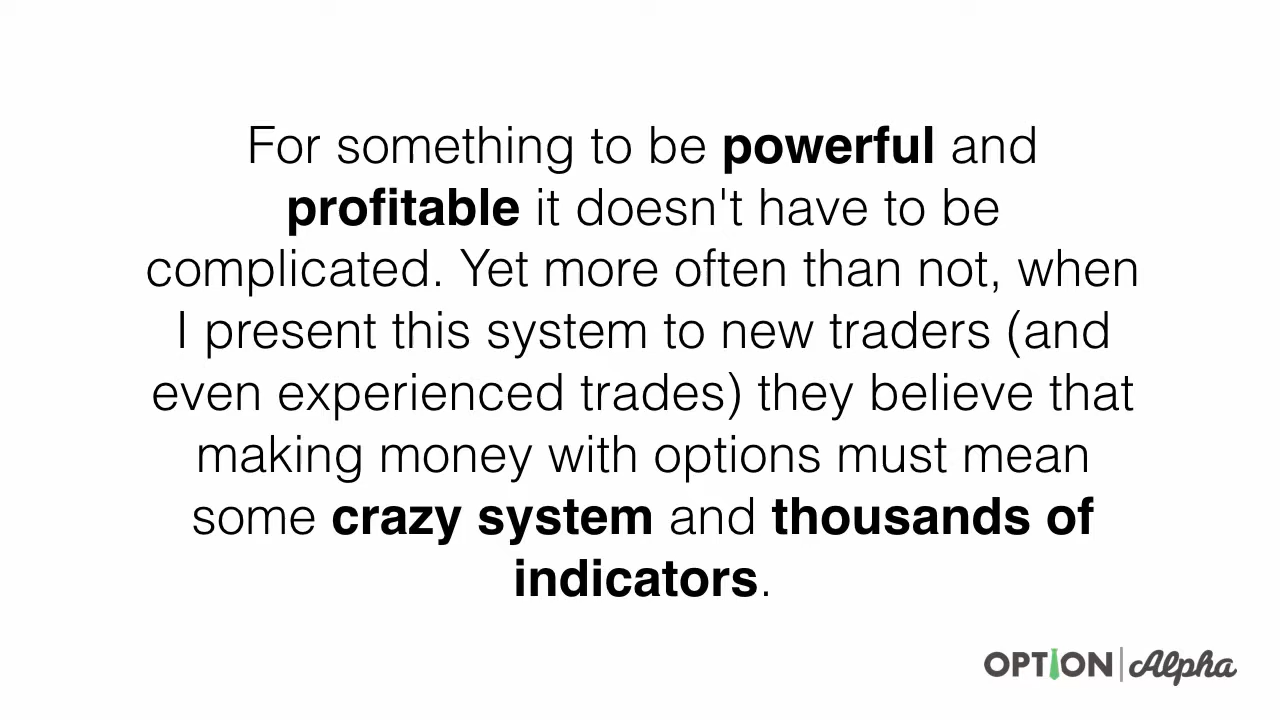 For something to be powerful and
profitable it doesn't have to be
complicated. Yet more often than not, when
I present this system to new traders (and
even experienced trades) they believe that
making money with options must mean
some crazy system and thousands of
indicators.
OPTION | Alpha